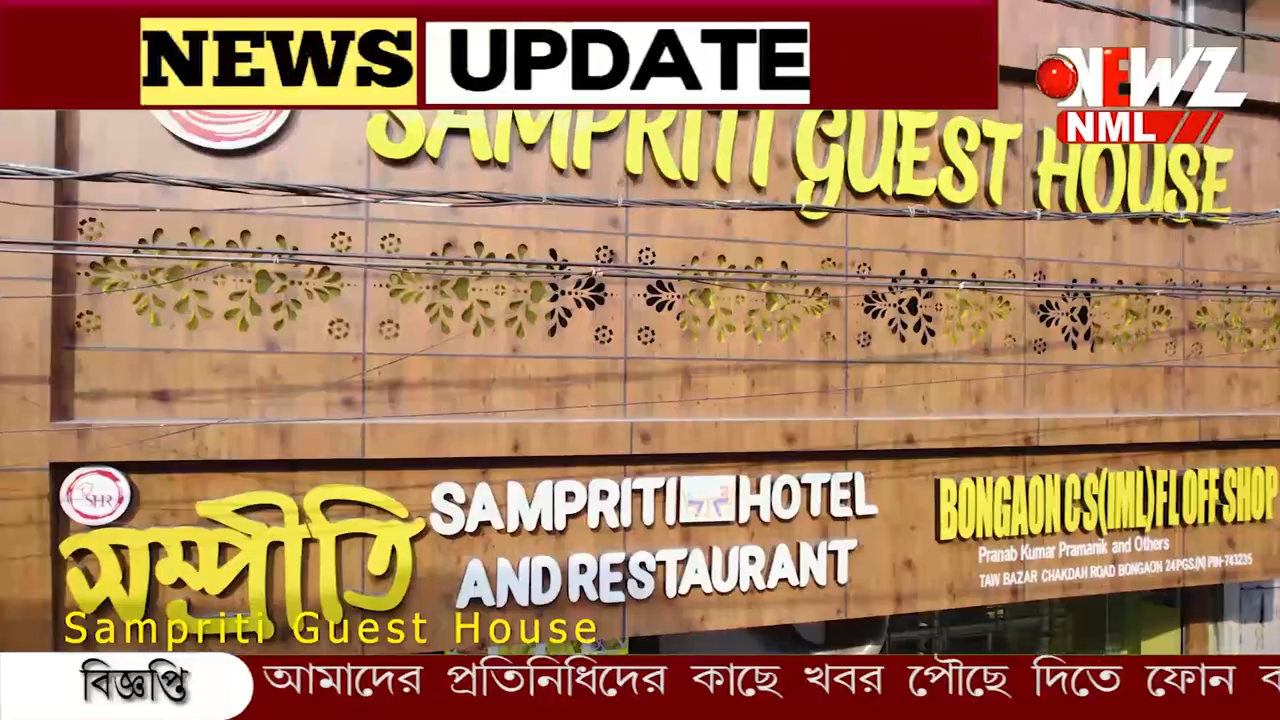 NEWS UPDATE
NEWZ
NML
SAMPRITI GUEST HOUSE
SHR
সম্প্রীতি
SAMPRITI HOTEL
AND RESTAURANT
BONGAON C S(IML)FL OFF SHOP
Pranab Kumar Pramanik and Others
TAW BAZAR CHAKDAH ROAD BONGAON 24PGS.(N) PIN-743235
Sampriti Guest House
বিজ্ঞপ্তি
আমাদের প্রতিনিধিদের কাছে খবর পৌছে দিতে ফোন